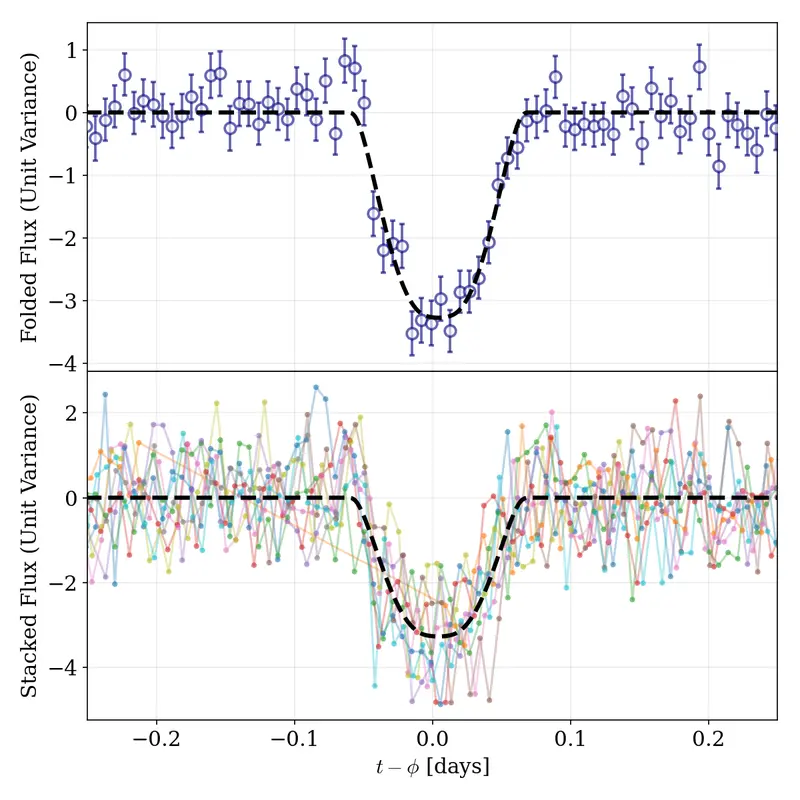 Folded Flux (Unit Variance)
1
0
−1
−2
−3
−4
Stacked Flux (Unit Variance)
2
0
−2
−4
−0.2 −0.1 0.0 0.1 0.2
t − ϕ [days]